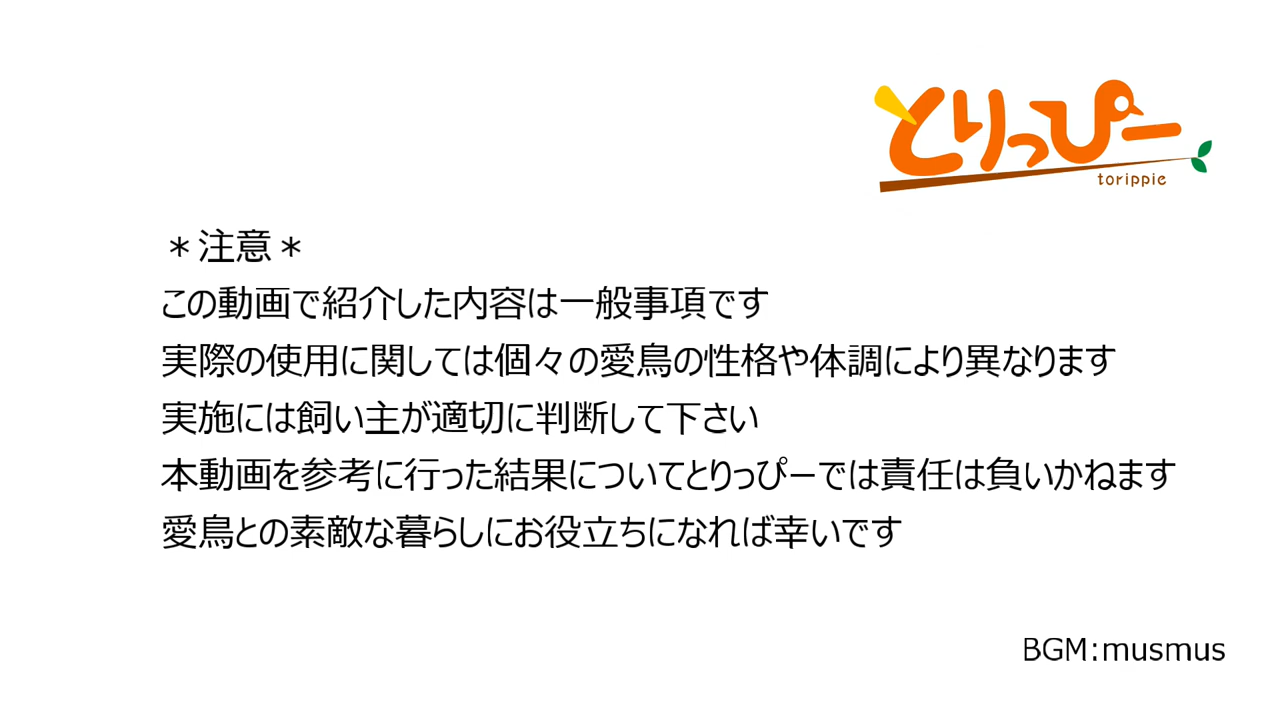 とりっぴー
torippie
＊注意＊
この動画で紹介した内容は一般事項です
実際の使用に関しては個々の愛鳥の性格や体調により異なります
実施には飼い主が適切に判断して下さい
本動画を参考に行った結果についてとりっぴーでは責任は負いかねます
愛鳥との素敵な暮らしにお役立ちになれば幸いです
BGM:musmus